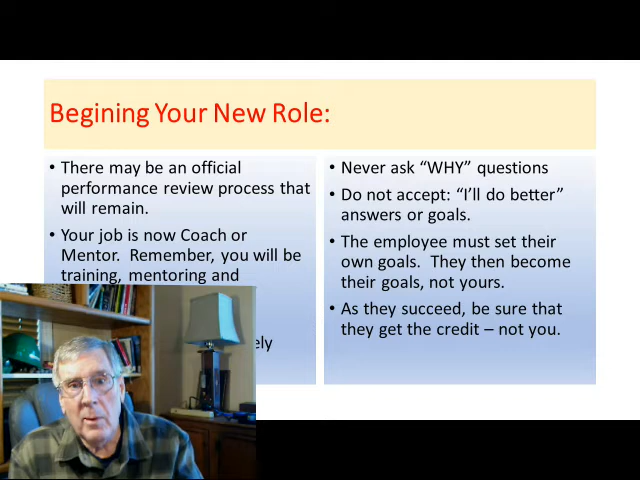 Begining Your New Role:
• There may be an official
performance review process that
will remain.
• Your job is now Coach or
Mentor. Remember, you will be
training, mentoring and
• Never ask “WHY” questions
• Do not accept: “I’ll do better”
answers or goals.
• The employee must set their
own goals. They then become
their goals, not yours.
• As they succeed, be sure that
they get the credit – not you.